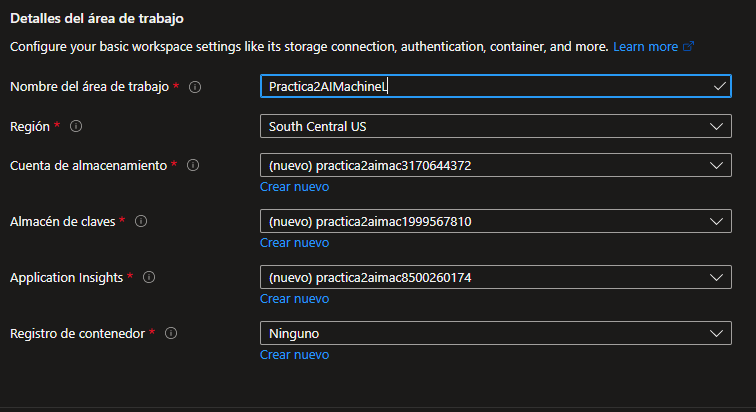 Detalles del área de trabajo
Configure your basic workspace settings like its storage connection, authentication, container, and more. Learn more
Nombre del área de trabajo * Practica2AIMachineL
Región * South Central US
Cuenta de almacenamiento * (nuevo) practica2aimac3170644372
Crear nuevo
Almacén de claves * (nuevo) practica2aimac1999567810
Crear nuevo
Application Insights * (nuevo) practica2aimac8500260174
Crear nuevo
Registro de contenedor * Ninguno
Crear nuevo